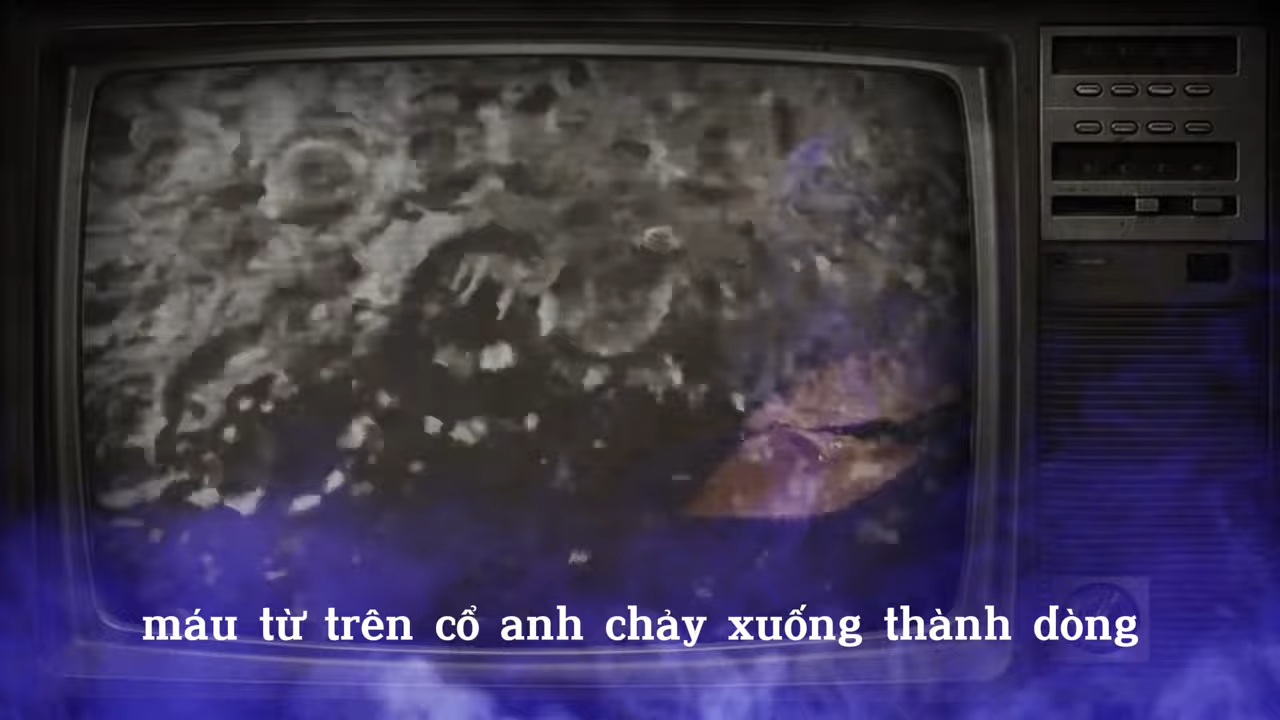 máu từ trên cổ anh chảy xuống thành dòng